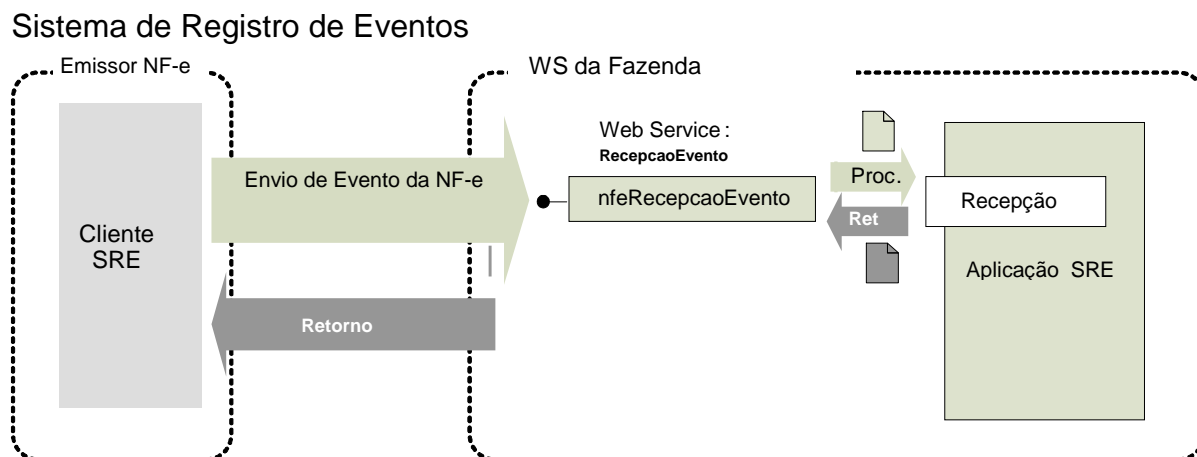 Sistema de Registro de Eventos
Emissor NF-e
WS da Fazenda
Web Service :
RecepcaoEvento
Envio de Evento da NF-e
nfeRecepcaoEvento
Proc.
Ret
Recepção
Cliente
SRE
Aplicação SRE
Retorno